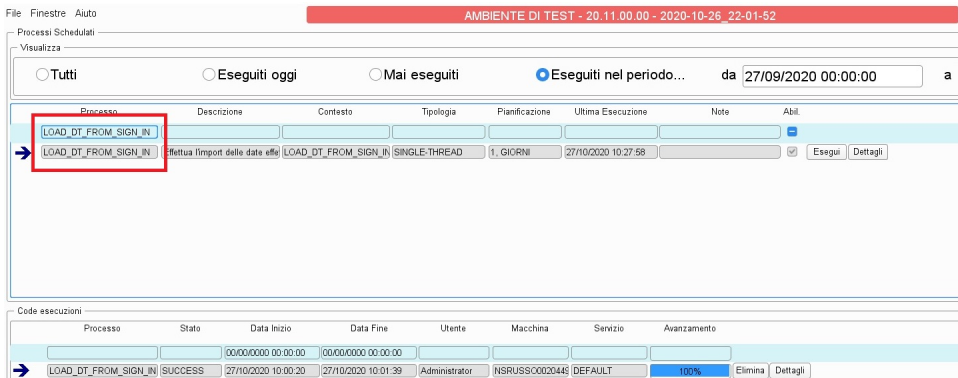 File Finestre Aiuto
AMBIENTE DI TEST - 20.11.00.00 - 2020-10-26_22-01-52
Processi Schedulati
Visualizza
Tutti Eseguiti oggi Mai eseguiti Eseguiti nel periodo... da 27/09/2020 00:00:00 a
Processo Descrizione Contesto Tipologia Pianificazione Ultima Esecuzione Note Abil.
LOAD_DT_FROM_SIGN_IN
LOAD_DT_FROM_SIGN_IN Effettua l'import delle date effe LOAD_DT_FROM_SIGN_IN SINGLE-THREAD 1, GIORNI 27/10/2020 10:27:58 Esegui Dettagli
Code esecuzioni
Processo Stato Data Inizio Data Fine Utente Macchina Servizio Avanzamento
00/00/0000 00:00:00 00/00/0000 00:00:00
LOAD_DT_FROM_SIGN_IN SUCCESS 27/10/2020 10:00:20 27/10/2020 10:01:39 Administrator NSRUSSO0020449 DEFAULT 100% Elimina Dettagli